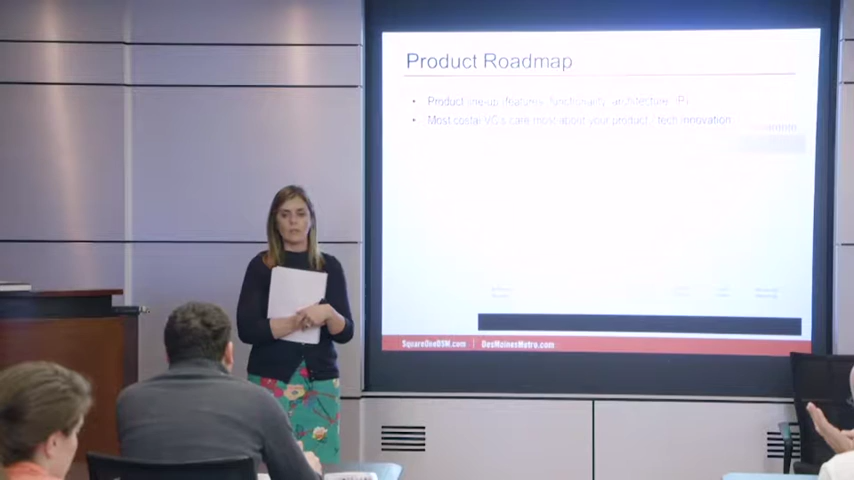 Product Roadmap
• Product line-up (features, functionality, architecture, IP)
• Most costal VC's care most about your product / tech innovation
SquareOneDSM.com | DesMoinesMetro.com